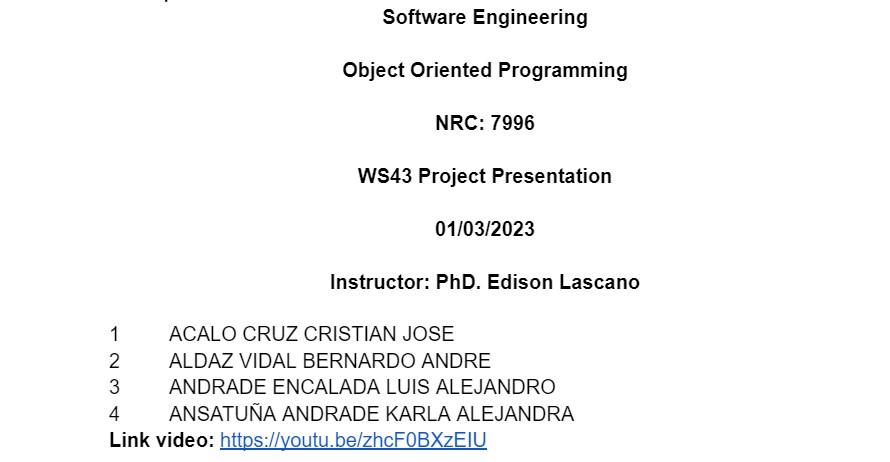 Software Engineering
Object Oriented Programming
NRC: 7996
WS43 Project Presentation
01/03/2023
Instructor: PhD. Edison Lascano
1 ACALO CRUZ CRISTIAN JOSE
2 ALDAZ VIDAL BERNARDO ANDRE
3 ANDRADE ENCALADA LUIS ALEJANDRO
4 ANSATUÑA ANDRADE KARLA ALEJANDRA
Link video: https://youtu.be/zhcF0BXzEIU